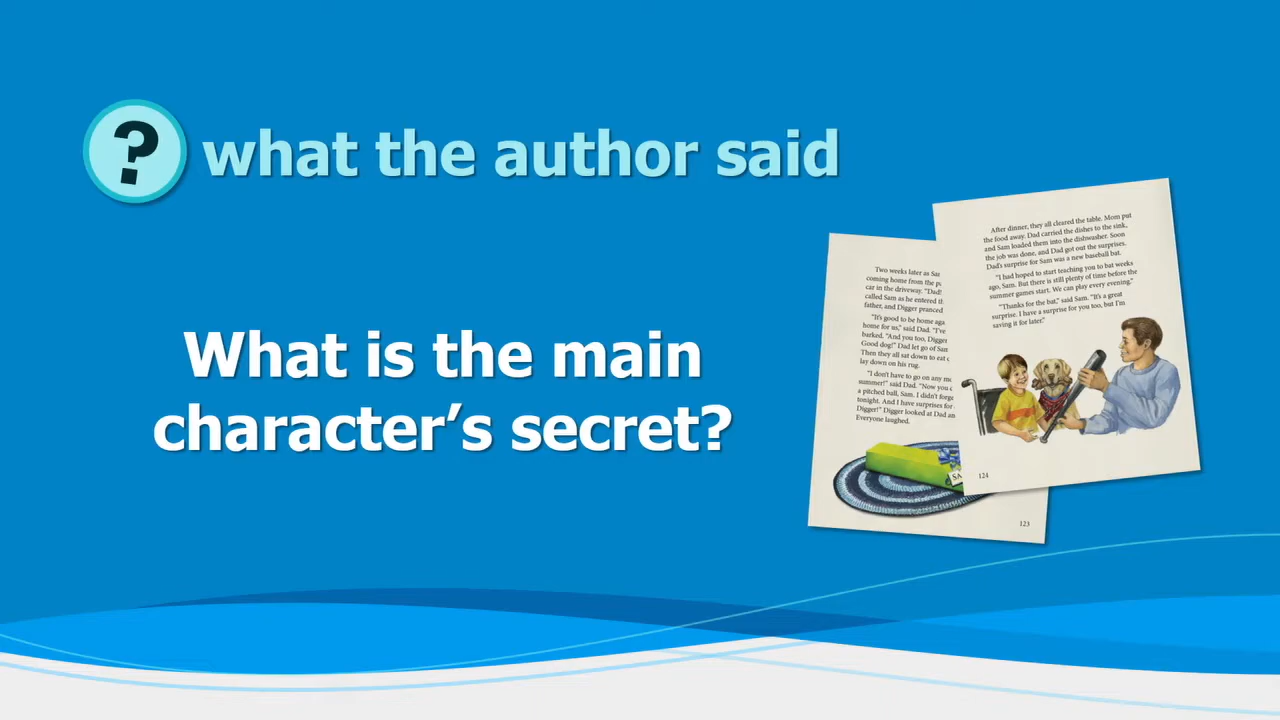 ? what the author said
What is the main
character’s secret?
Two weeks later as Sa
coming home from the p
car in the driveway. “Dad!
called Sam as he entered th
father, and Digger pranced
“It’s good to be home aga
home for us,” said Dad. “I’ve
barked. “And you too, Digger
Good dog!” Dad let go of Sam
Then they all sat down to eat
lay down on his rug.
“I don’t have to go on any mo
summer!” said Dad. “Now you
a pitched ball, Sam. I didn’t forge
tonight. And I have surprises for
Digger!” Digger looked at Dad an
Everyone laughed.
SA
123
After dinner, they all cleared the table. Mom put
the food away. Dad carried the dishes to the sink,
and Sam loaded them into the dishwasher. Soon
the job was done, and Dad got out the surprises.
Dad’s surprise for Sam was a new baseball bat.
“I had hoped to start teaching you to bat weeks
ago, Sam. But there is still plenty of time before the
summer games start. We can play every evening.”
“Thanks for the bat,” said Sam. “It’s a great
surprise. I have a surprise for you too, but I’m
saving it for later.”
124